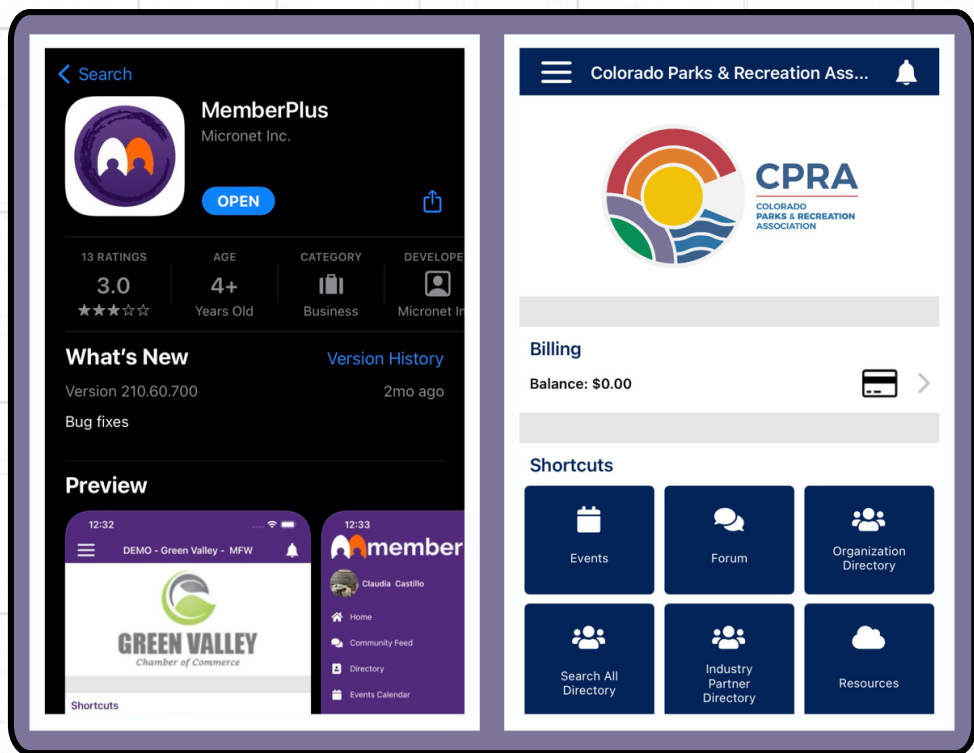 Search
MemberPlus
Micronet Inc.
OPEN
13 RATINGS
3.0
AGE
4+
Years Old
CATEGORY
Business
DEVELOPE
Micronet In
What's New
Version History
Version 210.60.700
2mo ago
Bug fixes
Preview
12:32
DEMO - Green Valley - MFW
GREEN VALLEY
Chamber of Commerce
Shortcuts
12:33
member
Claudia Castillo
Home
Community Feed
Directory
Events Calendar
Colorado Parks & Recreation Ass...
CPRA
COLORADO
PARKS & RECREATION
ASSOCIATION
Billing
Balance: $0.00
Shortcuts
Events
Forum
Organization
Directory
Search All
Directory
Industry
Partner
Directory
Resources